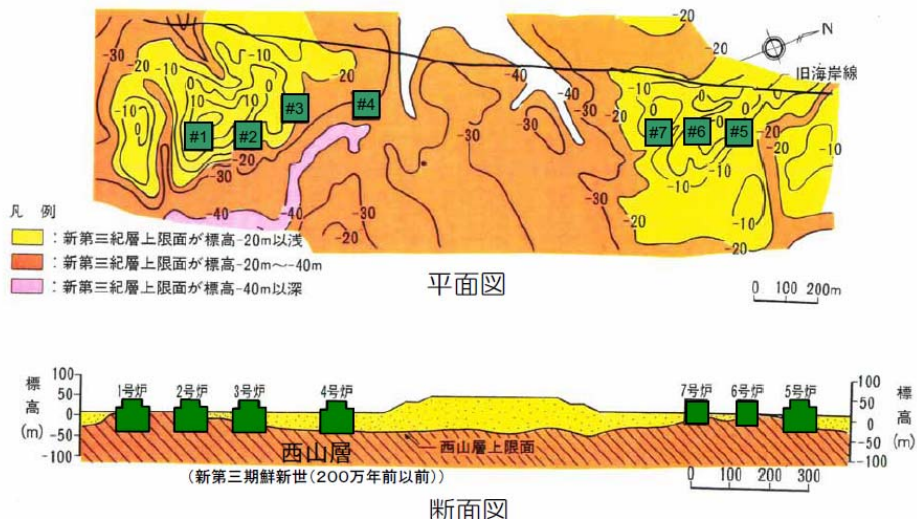 -20
N
-30
-20
-10
-10
0
-20
-40
-20
旧海岸線
-20
#3
#4
-40
-30
0
0
-10
0
10
#1
#2
#7
#6
#5
-20
-10
-20
-30
-30
-10
-10
-20
-40
-40
-30
-30
-20
-20
-20
凡 例
：新第三紀層上限面が標高-20m以浅
：新第三紀層上限面が標高-20m～-40m
：新第三紀層上限面が標高-40m以深
平面図
0 100 200m
標高(m)
100
50
0
-50
-100
1号炉
2号炉
3号炉
4号炉
7号炉
6号炉
5号炉
100
50
0
-50
-100
標高(m)
西山層
西山層上限面
(新第三期鮮新世(200万年前以前))
0 100 200 300
断面図